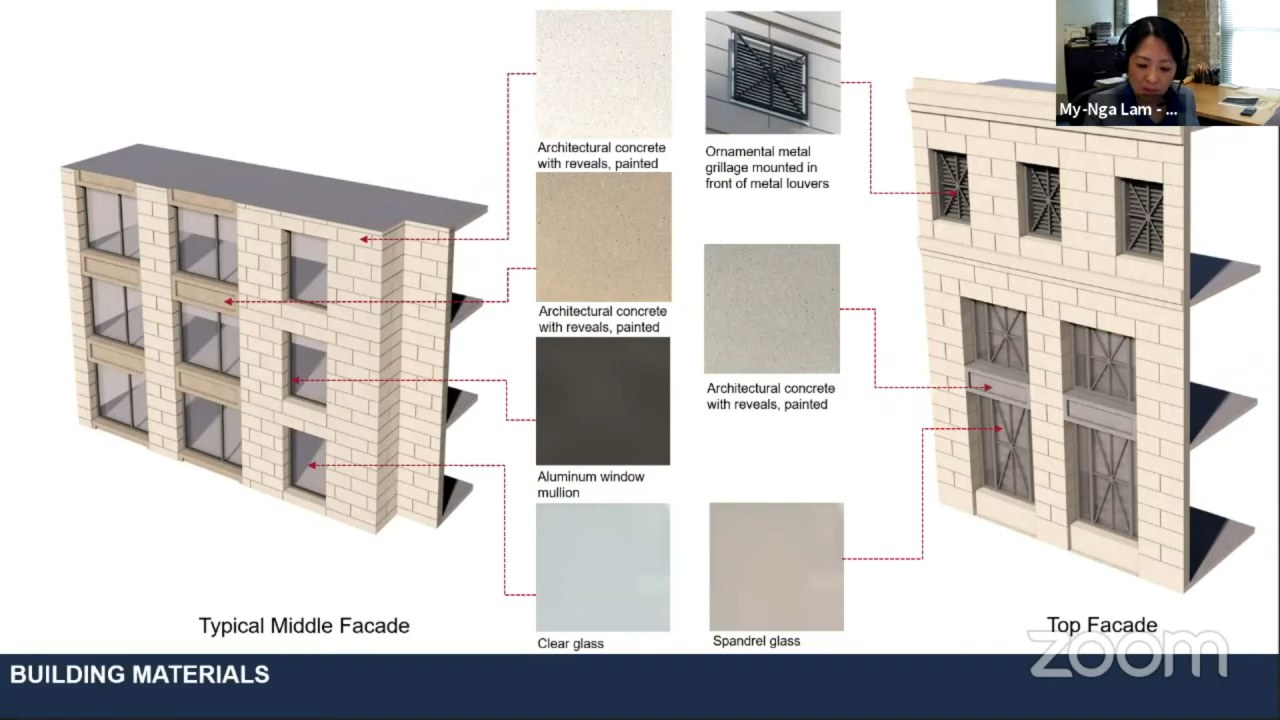 My-Nga Lam - ...
Architectural concrete
with reveals, painted
Ornamental metal
grillage mounted in
front of metal louvers
Architectural concrete
with reveals, painted
Architectural concrete
with reveals, painted
Aluminum window
mullion
Clear glass
Spandrel glass
Typical Middle Facade
Top Facade
zoom
BUILDING MATERIALS